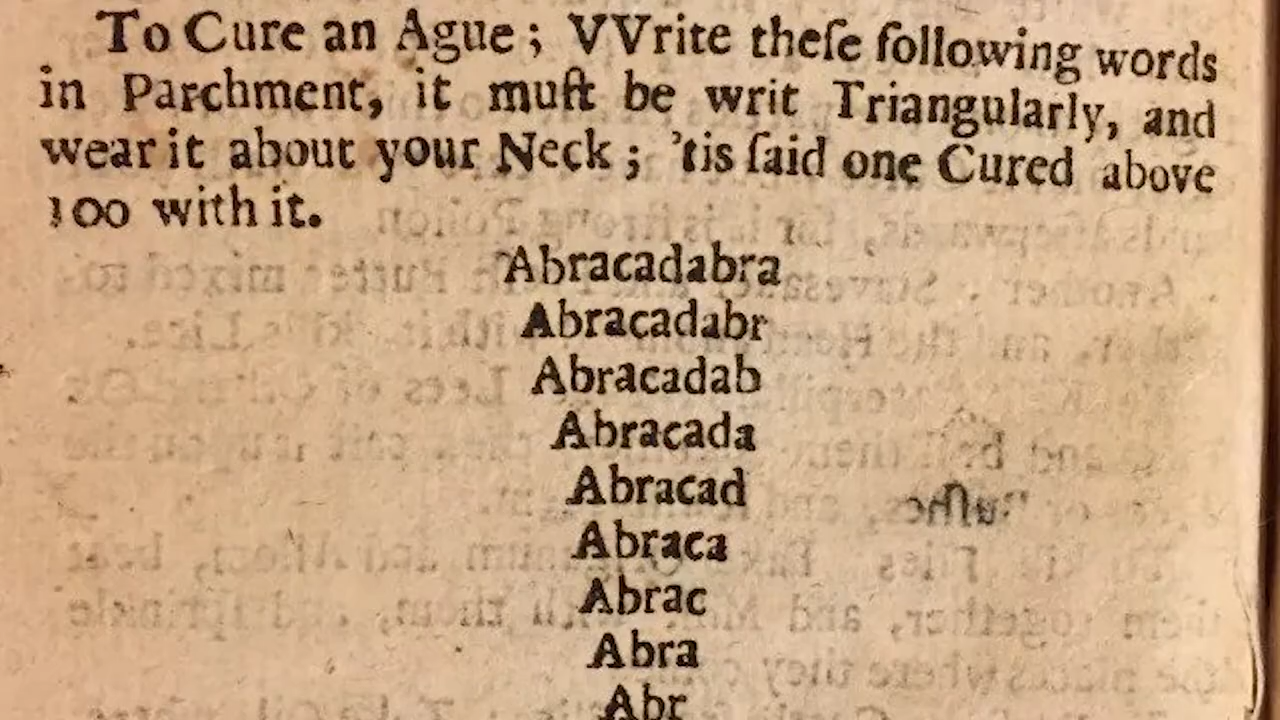 To Cure an Ague; VVrite theſe following words
in Parchment, it muſt be writ Triangularly, and
wear it about your Neck; 'tis ſaid one Cured above
100 with it.
Abracadabra
Abracadabr
Abracadab
Abracada
Abracad
Abraca
Abrac
Abra
Abr